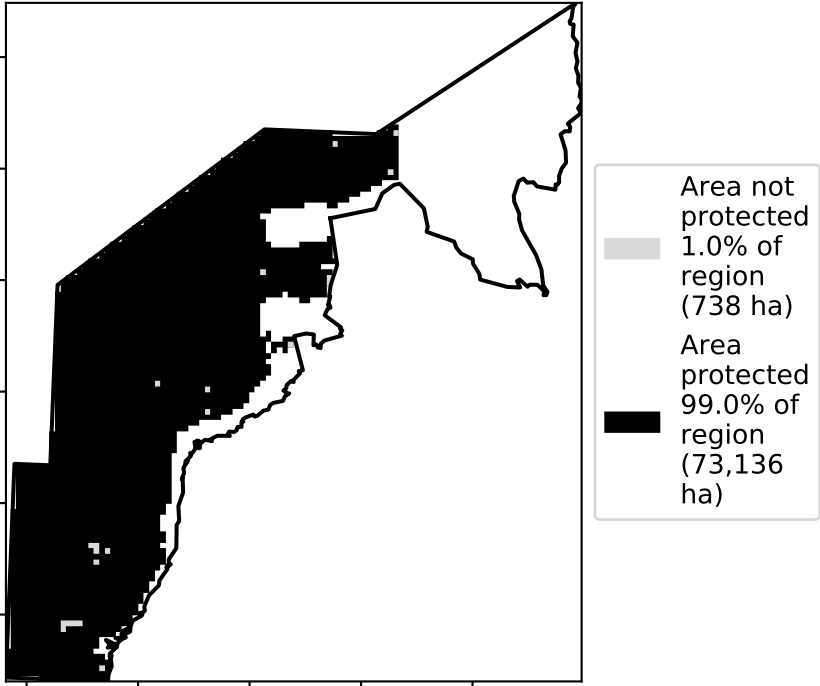 Area not
protected
1.0% of
region
(738 ha)
Area
protected
99.0% of
region
(73,136
ha)